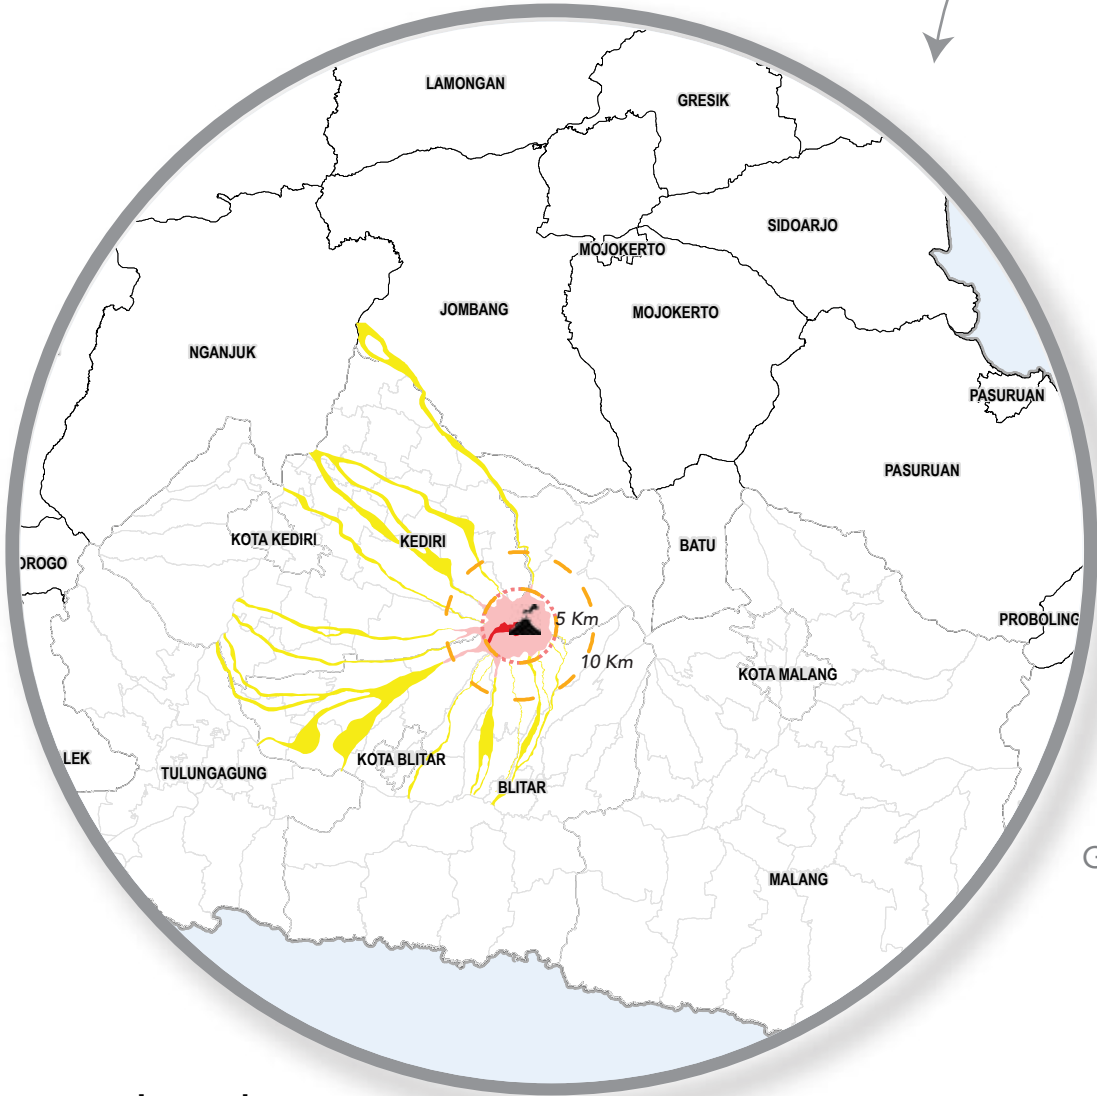 LAMONGAN
GRESIK
SIDOARJO
MOJOKERTO
JOMBANG
MOJOKERTO
NGANJUK
PASURUAN
PASURUAN
KOTA KEDIRI
KEDIRI
BATU
OROGO
5 Km
PROBOLING
10 Km
KOTA MALANG
LEK
TULUNGAGUNG
KOTA BLITAR
BLITAR
G
MALANG